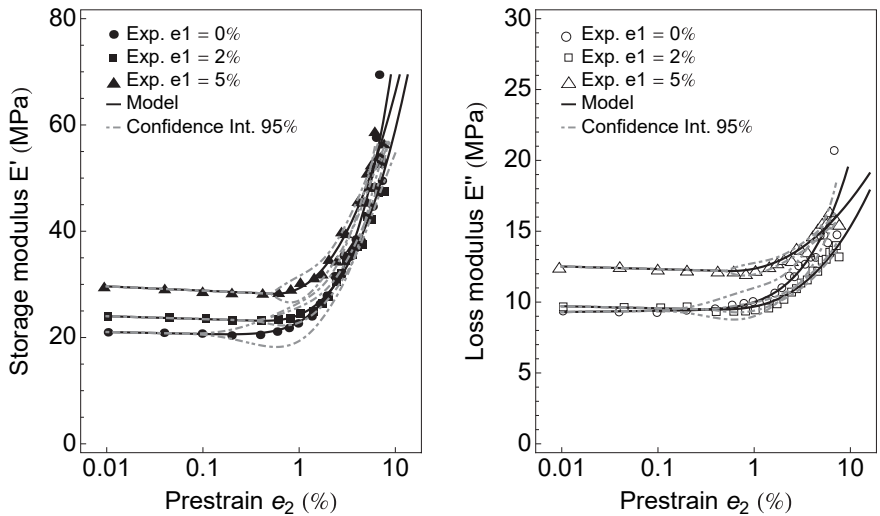 80
60
40
20
0
0.01 0.1 1 10
Storage modulus E' (MPa)
Prestrain e2 (%)
Exp. e1 = 0%
Exp. e1 = 2%
Exp. e1 = 5%
Model
Confidence Int. 95%
30
25
20
15
10
5
0
0.01 0.1 1 10
Loss modulus E" (MPa)
Prestrain e2 (%)
Exp. e1 = 0%
Exp. e1 = 2%
Exp. e1 = 5%
Model
Confidence Int. 95%